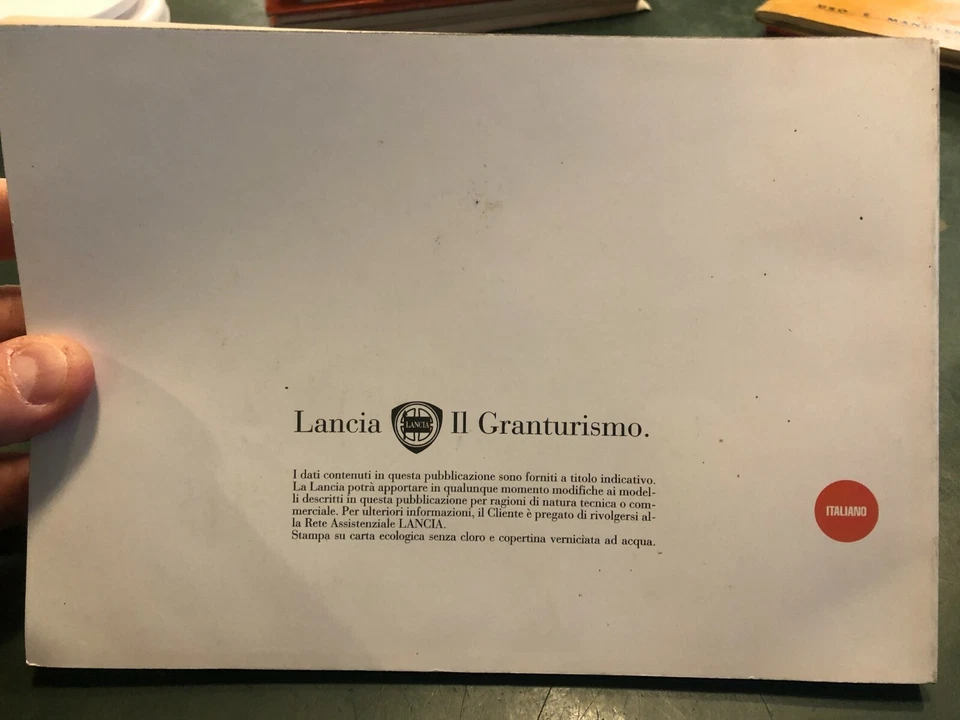 USO E MANUTEN
Lancia LANCIA Il Granturismo.
I dati contenuti in questa pubblicazione sono forniti a titolo indicativo.
La Lancia potrà apportare in qualunque momento modifiche ai model-
li descritti in questa pubblicazione per ragioni di natura tecnica o com-
merciale. Per ulteriori informazioni, il Cliente è pregato di rivolgersi al-
la Rete Assistenziale LANCIA.
Stampa su carta ecologica senza cloro e copertina verniciata ad acqua.
ITALIANO